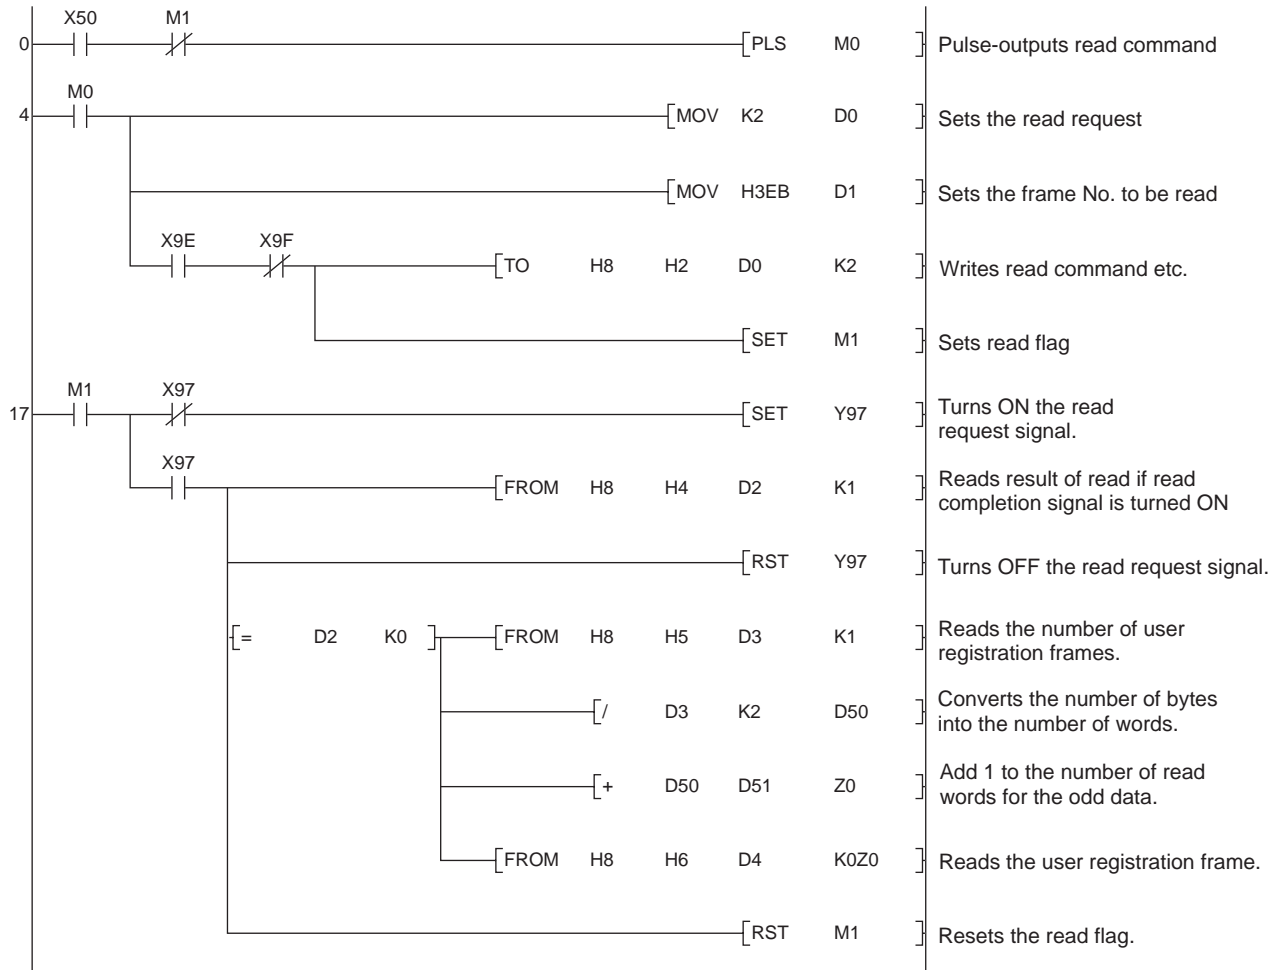 X50 M1
0 [PLS M0 ] Pulse-outputs read command
M0
4 [MOV K2 D0 ] Sets the read request
[MOV H3EB D1 ] Sets the frame No. to be read
X9E X9F
[TO H8 H2 D0 K2 ] Writes read command etc.
[SET M1 ] Sets read flag
M1 X97
17 [SET Y97 ] Turns ON the read
request signal.
X97
[FROM H8 H4 D2 K1 ] Reads result of read if read
completion signal is turned ON
[RST Y97 ] Turns OFF the read request signal.
[= D2 K0 ] [FROM H8 H5 D3 K1 ] Reads the number of user
registration frames.
[/ D3 K2 D50 ] Converts the number of bytes
into the number of words.
[+ D50 D51 Z0 ] Add 1 to the number of read
words for the odd data.
[FROM H8 H6 D4 K0Z0 ] Reads the user registration frame.
[RST M1 ] Resets the read flag.